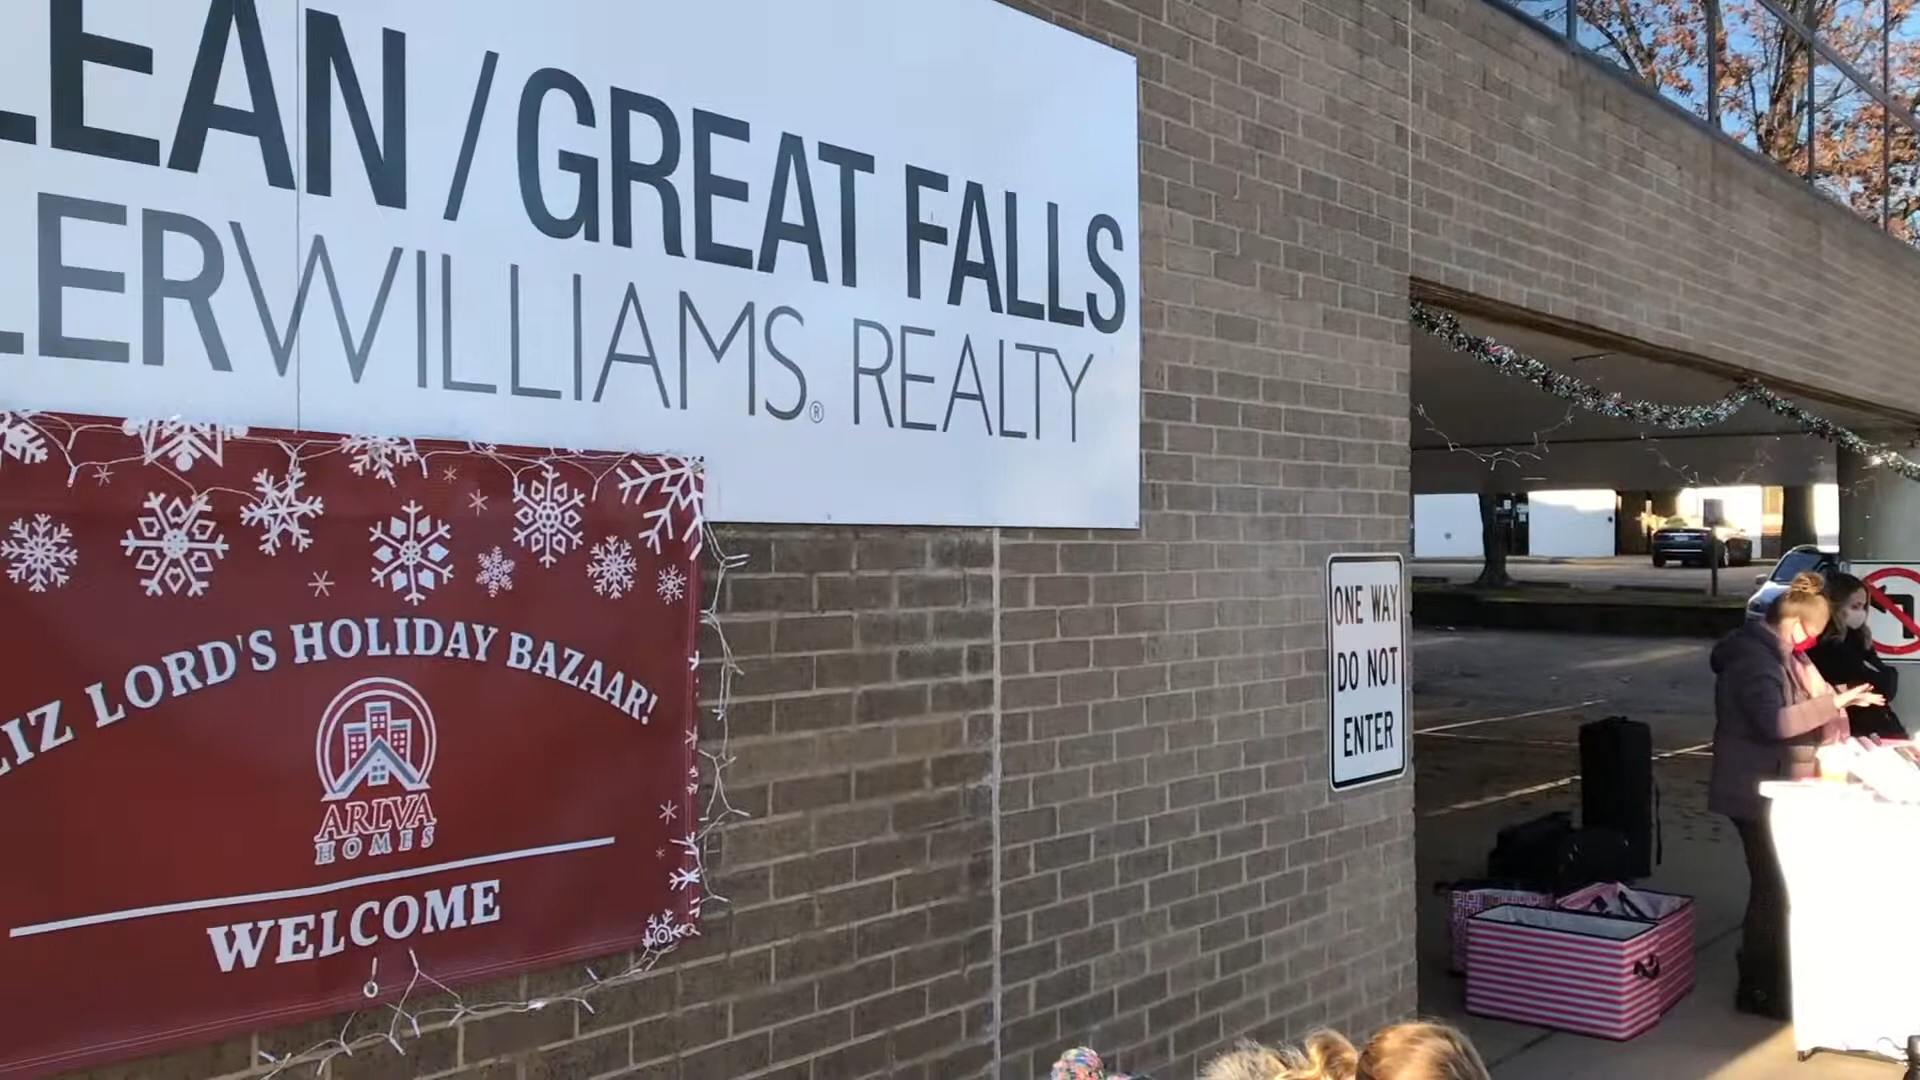 LEAN / GREAT FALLS
LERWILLIAMS® REALTY
LIZ LORD'S HOLIDAY BAZAAR!
ARLVA
HOMES
WELCOME
ONE WAY
DO NOT
ENTER